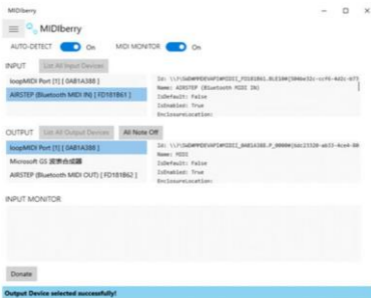 MIDIberry
MIDIberry
AUTO-DETECT On MIDI MONITOR On
INPUT List All Input Devices
loopMIDI Port [1] [ 0A81A388 ]
AIRSTEP (Bluetooth MIDI IN) [ FD181B61 ]
Name: AIRSTEP (Bluetooth MIDI IN)
IsDefault: False
IsEnabled: True
EnclosureLocation:
OUTPUT List All Output Devices All Note Off
loopMIDI Port [1] [ 0A81A388 ]
Microsoft GS 波表合成器
AIRSTEP (Bluetooth MIDI OUT) [ FD181B62 ]
Name: MIDI
IsDefault: False
IsEnabled: True
EnclosureLocation:
INPUT MONITOR
Donate
Output Device selected successfully!